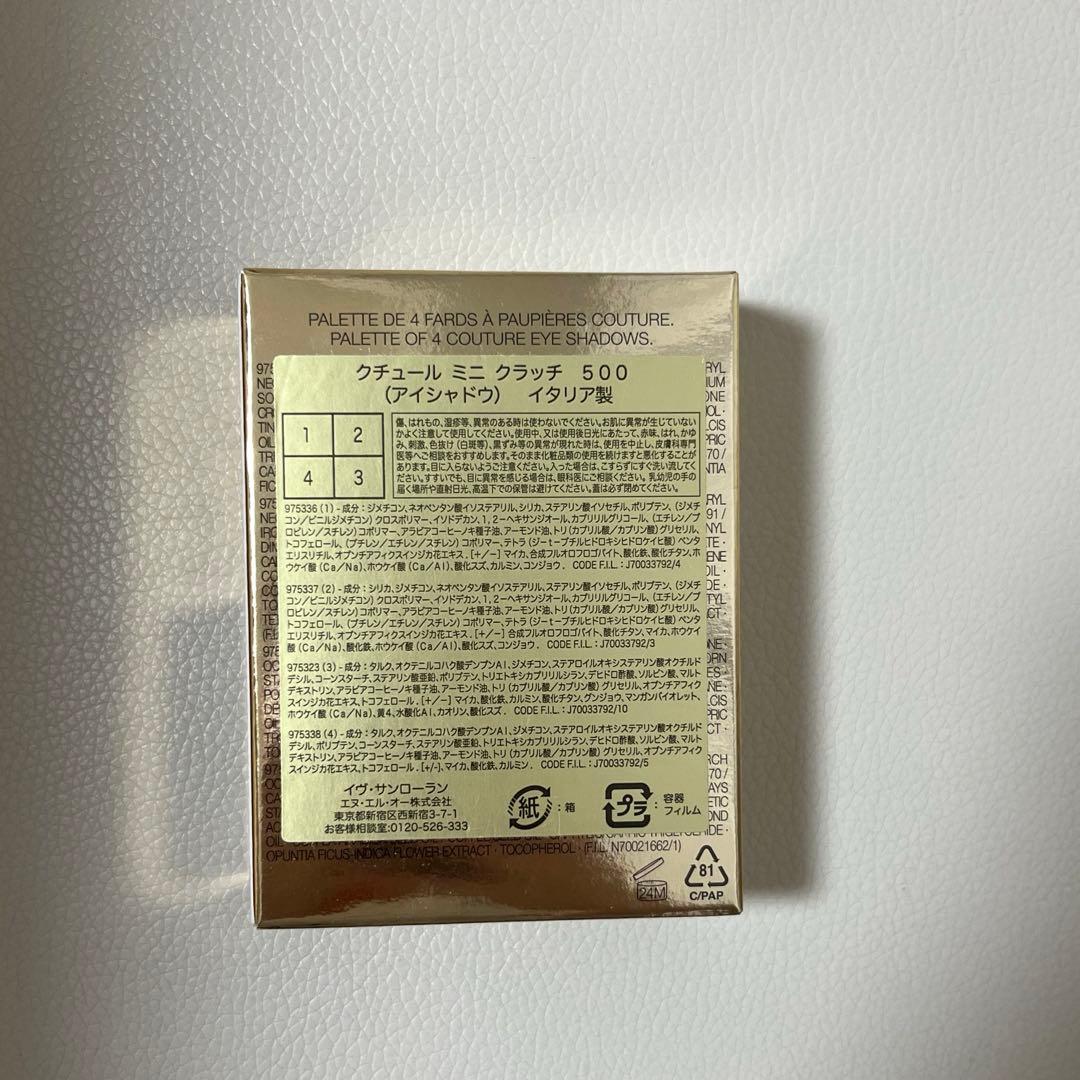 PALETTE DE 4 FARDS À PAUPIÈRES COUTURE.
PALETTE OF 4 COUTURE EYE SHADOWS.
クチュール ミニ クラッチ 500
(アイシャドウ) イタリア製
1 2
4 3
傷、はれもの、湿疹等、異常のある時は使わないでください。お肌に異常が生じていない
かよく注意して使用してください。使用中、又は使用後日光にあたって、赤味、はれ、かゆ
み、刺激、色抜け(白斑等)、黒ずみ等の異常が現れた時は、使用を中止し、皮膚科専門
医等へご相談をおすすめします。そのまま化粧品類の使用を続けますと悪化することが
あります。目に入らないようご注意ください。入った場合は、こすらずにすぐ洗い流してく
ださい。すすいでも、目に異常を感じる場合は、眼科医にご相談ください。乳幼児の手の
届く場所や直射日光、高温下での保管は避けてください。蓋は必ず閉めてください。
975336 (1) - 成分: ジメチコン、ネオペンタン酸イソステアリル、シリカ、ステアリン酸イソセチル、ポリブテン、(ジメチ
コン/ビニルジメチコン) クロスポリマー、イソドデカン、1, 2-ヘキサンジオール、カプリリルグリコール、(エチレン/プ
ロピレン/スチレン) コポリマー、アラビアコーヒーノキ種子油、アーモンド油、トリ(カプリル酸/カプリン酸) グリセリル、
トコフェロール、(ブチレン/エチレン/スチレン) コポリマー、テトラ (ジ-t-ブチルヒドロキシヒドロケイヒ酸) ペンタ
エリスリチル、オプンチアフィクスインジカ花エキス. [+/-] マイカ、合成フルオロフロゴパイト、酸化鉄、酸化チタン、ホ
ウケイ酸 (Ca/Na)、ホウケイ酸 (Ca/Al)、酸化スズ、カルミン、コンジョウ. CODE F.I.L.: J70033792/4
975337 (2) - 成分: シリカ、ジメチコン、ネオペンタン酸イソステアリル、ステアリン酸イソセチル、ポリブテン、(ジメチ
コン/ビニルジメチコン) クロスポリマー、イソドデカン、1, 2-ヘキサンジオール、カプリリルグリコール、(エチレン/プ
ロピレン/スチレン) コポリマー、アラビアコーヒーノキ種子油、アーモンド油、トリ (カプリル酸/カプリン酸) グリセリル、
トコフェロール、(ブチレン/エチレン/スチレン) コポリマー、テトラ (ジ-t-ブチルヒドロキシヒドロケイヒ酸) ペンタ
エリスリチル、オプンチアフィクスインジカ花エキス. [+/-] 合成フルオロフロゴパイト、酸化チタン、マイカ、ホウケイ
酸 (Ca/Na)、酸化鉄、ホウケイ酸 (Ca/Al)、酸化スズ、コンジョウ. CODE F.I.L.: J70033792/3
975323 (3) - 成分: タルク、オクテニルコハク酸デンプンAl、ジメチコン、ステアロイルオキシステアリン酸オクチルド
デシル、コーンスターチ、ステアリン酸亜鉛、ポリブテン、トリエトキシカプリリルシラン、デヒドロ酢酸、ソルビン酸、マルト
デキストリン、アラビアコーヒーノキ種子油、アーモンド油、トリ (カプリル酸/カプリン酸) グリセリル、オプンチアフィク
スインジカ花エキス、トコフェロール. [+/-] マイカ、酸化鉄、カルミン、酸化チタン、グンジョウ、マンガンバイオレット、
ホウケイ酸 (Ca/Na)、黄4、水酸化Al、カオリン、酸化スズ. CODE F.I.L.: J70033792/10
975338 (4) - 成分: タルク、オクテニルコハク酸デンプンAl、ジメチコン、ステアロイルオキシステアリン酸オクチルド
デシル、ポリブテン、コーンスターチ、ステアリン酸亜鉛、トリエトキシカプリリルシラン、デヒドロ酢酸、ソルビン酸、マルト
デキストリン、アラビアコーヒーノキ種子油、アーモンド油、トリ (カプリル酸/カプリン酸) グリセリル、オプンチアフィク
スインジカ花エキス、トコフェロール. [+/-]、マイカ、酸化鉄、カルミン. CODE F.I.L.: J70033792/5
イヴ・サンローラン
エヌ・エル・オー株式会社
東京都新宿区西新宿3-7-1
お客様相談室:0120-526-333
紙 : 箱
プラ : 容器
フィルム
OPUNTIA FICUS-INDICA FLOWER EXTRACT · TOCOPHEROL · (F.I.L. N70021662/1)
24M
81
C/PAP